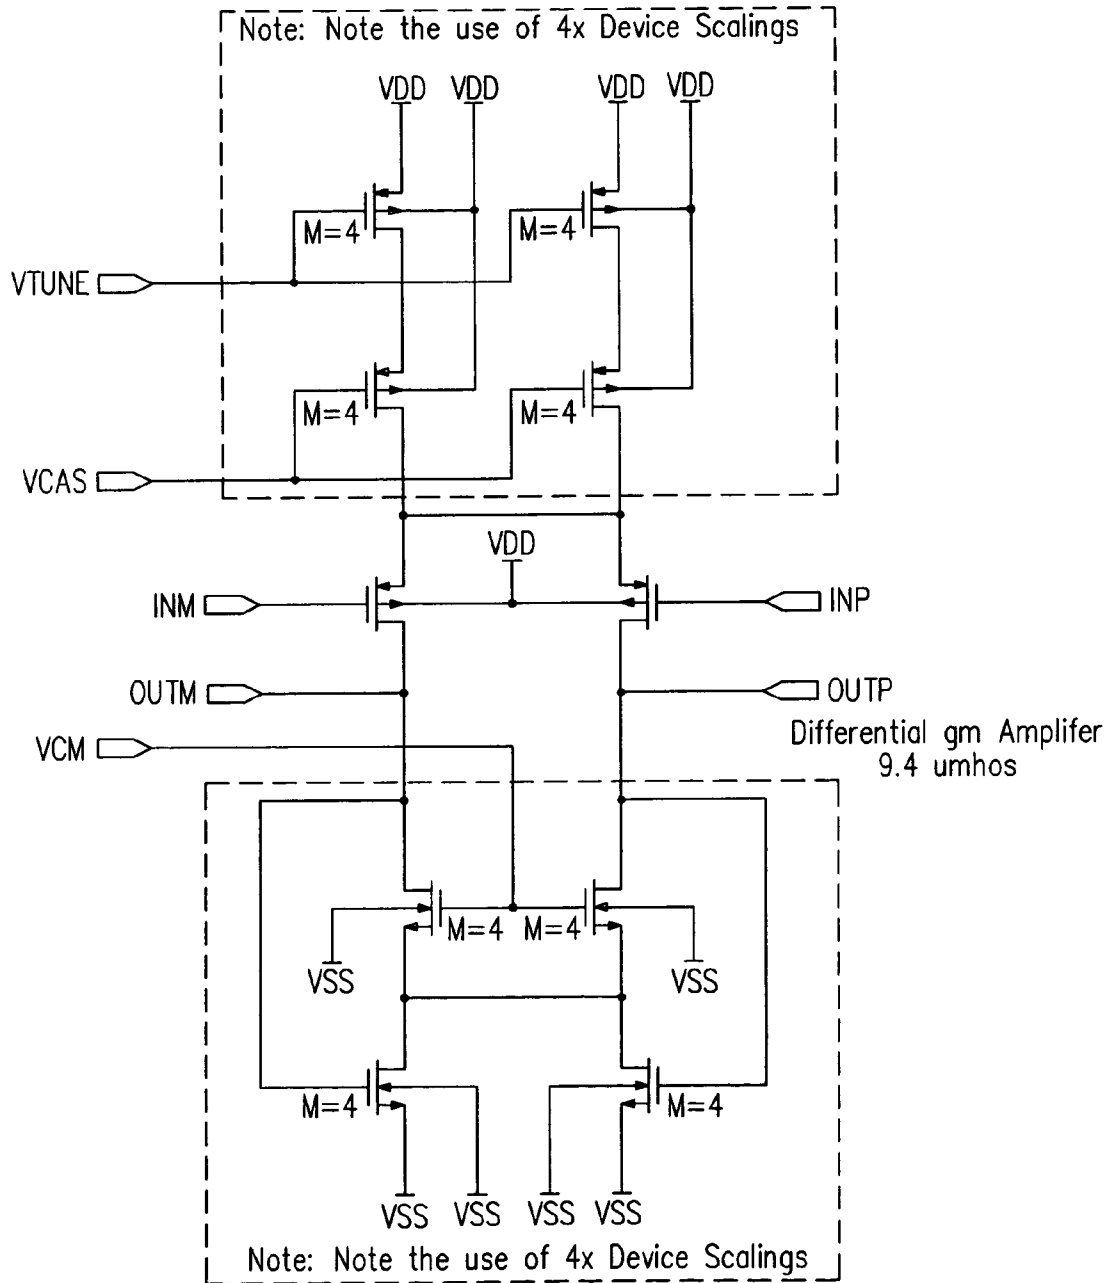 Note: Note the use of 4x Device Scalings
VDD VDD VDD VDD
M=4 M=4
VTUNE
M=4 M=4
VCAS
VDD
INM INP
OUTM OUTP
VCM
Differential gm Amplifer
9.4 umhos
M=4 M=4
VSS VSS
M=4 M=4
VSS VSS VSS VSS
Note: Note the use of 4x Device Scalings